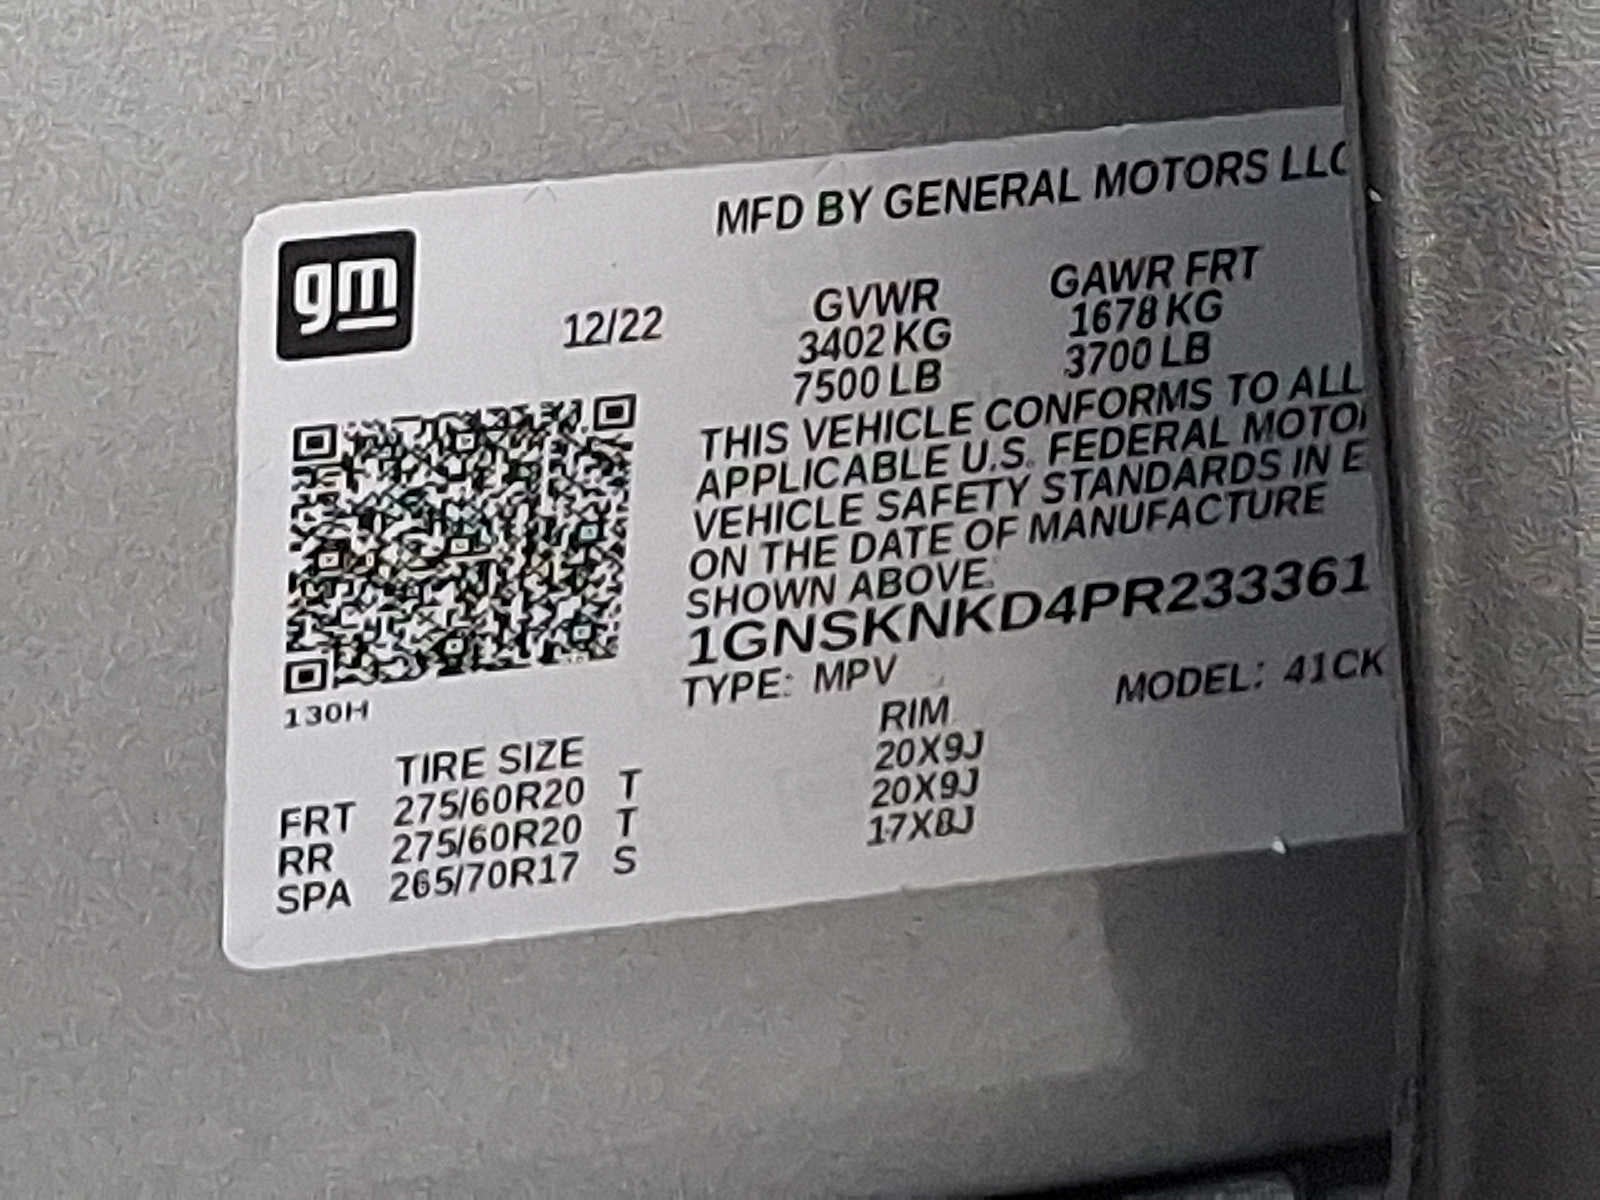 MFD BY GENERAL MOTORS LLC
gm
12/22
GVWR GAWR FRT
3402 KG 1678 KG
7500 LB 3700 LB
THIS VEHICLE CONFORMS TO ALL
APPLICABLE U.S. FEDERAL MOTO
VEHICLE SAFETY STANDARDS IN E
ON THE DATE OF MANUFACTURE
SHOWN ABOVE.
1GNSKNKD4PR233361
TYPE: MPV MODEL: 41CK
130H
TIRE SIZE RIM
FRT 275/60R20 T 20X9J
RR 275/60R20 T 20X9J
SPA 265/70R17 S 17X8J